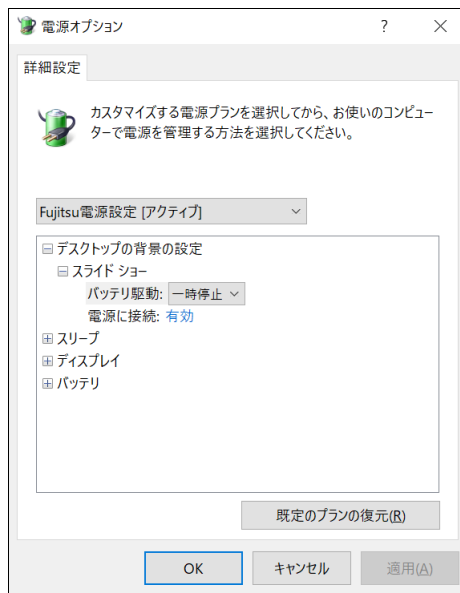 電源オプション
詳細設定
カスタマイズする電源プランを選択してから、お使いのコンピュー
ターで電源を管理する方法を選択してください。
Fujitsu電源設定 [アクティブ]
デスクトップの背景の設定
スライド ショー
バッテリ駆動: 一時停止
電源に接続: 有効
スリープ
ディスプレイ
バッテリ
既定のプランの復元(R)
OK キャンセル 適用(A)